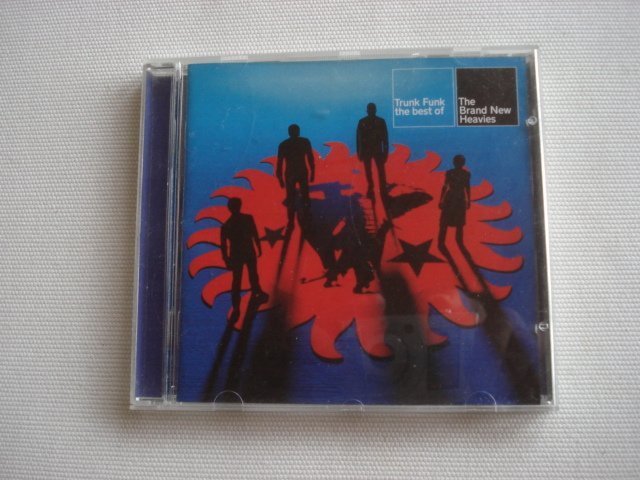 Trunk Funk
the best of
The
Brand New
Heavies